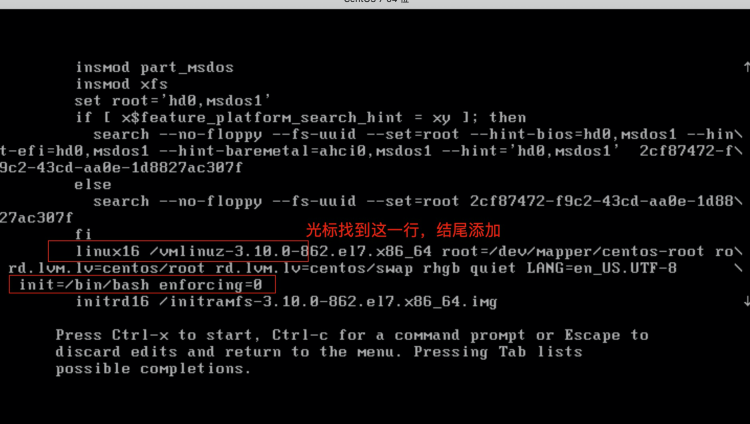 insmod part_msdos
insmod xfs
set root='hd0,msdos1'
if [ x$feature_platform_search_hint = xy ]; then
search --no-floppy --fs-uuid --set=root --hint-bios=hd0,msdos1 --hin\
t-efi=hd0,msdos1 --hint-baremetal=ahci0,msdos1 --hint='hd0,msdos1'  2cf87472-f\
9c2-43cd-aa0e-1d8827ac307f
else
search --no-floppy --fs-uuid --set=root 2cf87472-f9c2-43cd-aa0e-1d88\
27ac307f
fi
光标找到这一行，结尾添加
linux16 /vmlinuz-3.10.0-862.el7.x86_64 root=/dev/mapper/centos-root ro\
rd.lvm.lv=centos/root rd.lvm.lv=centos/swap rhgb quiet LANG=en_US.UTF-8 \
init=/bin/bash enforcing=0
initrd16 /initramfs-3.10.0-862.el7.x86_64.img
Press Ctrl-x to start, Ctrl-c for a command prompt or Escape to
discard edits and return to the menu. Pressing Tab lists
possible completions.